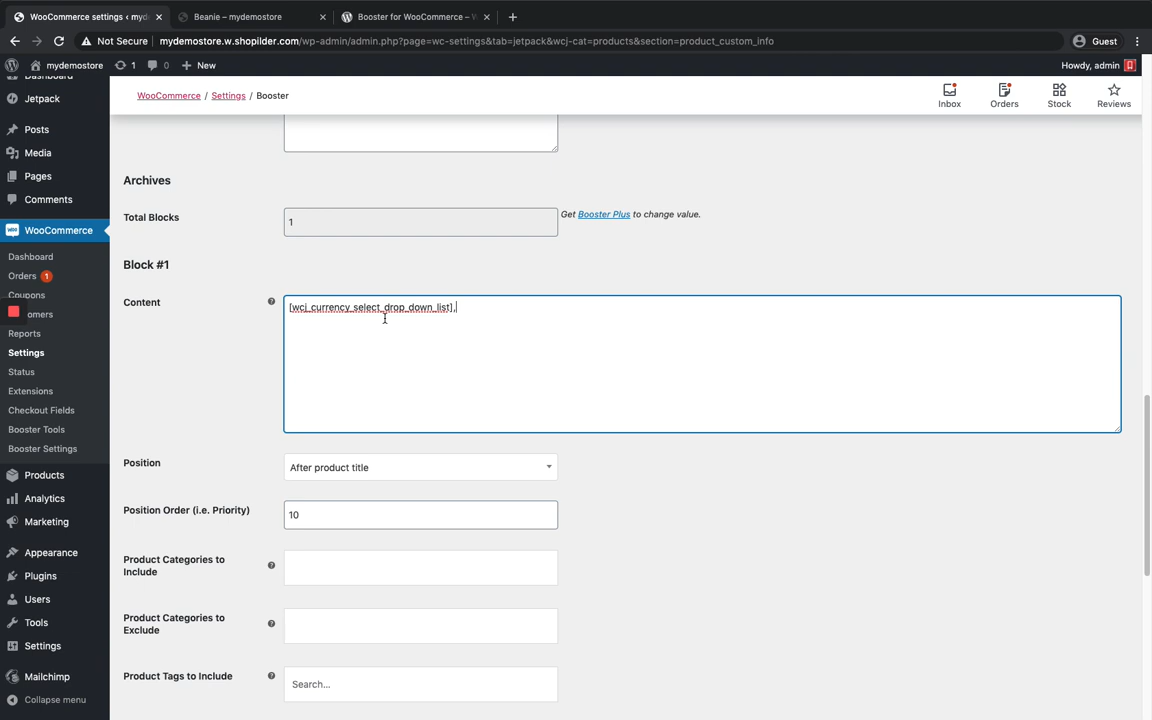 WooCommerce settings ‹ myde
Beanie – mydemostore
Booster for WooCommerce – W
Not Secure
mydemostore.w.shopilder.com/wp-admin/admin.php?page=wc-settings&tab=jetpack&wcj-cat=products&section=product_custom_info
Guest
mydemostore
1
0
New
Howdy, admin
Dashboard
Jetpack
Posts
Media
Pages
Comments
WooCommerce
Dashboard
Orders 1
Coupons
omers
Reports
Settings
Status
Extensions
Checkout Fields
Booster Tools
Booster Settings
Products
Analytics
Marketing
Appearance
Plugins
Users
Tools
Settings
Mailchimp
Collapse menu
WooCommerce / Settings / Booster
Inbox
Orders
Stock
Reviews
Archives
Total Blocks
1
Get Booster Plus to change value.
Block #1
Content
[wcj_currency_select_drop_down_list],
Position
After product title
Position Order (i.e. Priority)
10
Product Categories to
Include
Product Categories to
Exclude
Product Tags to Include
Search...